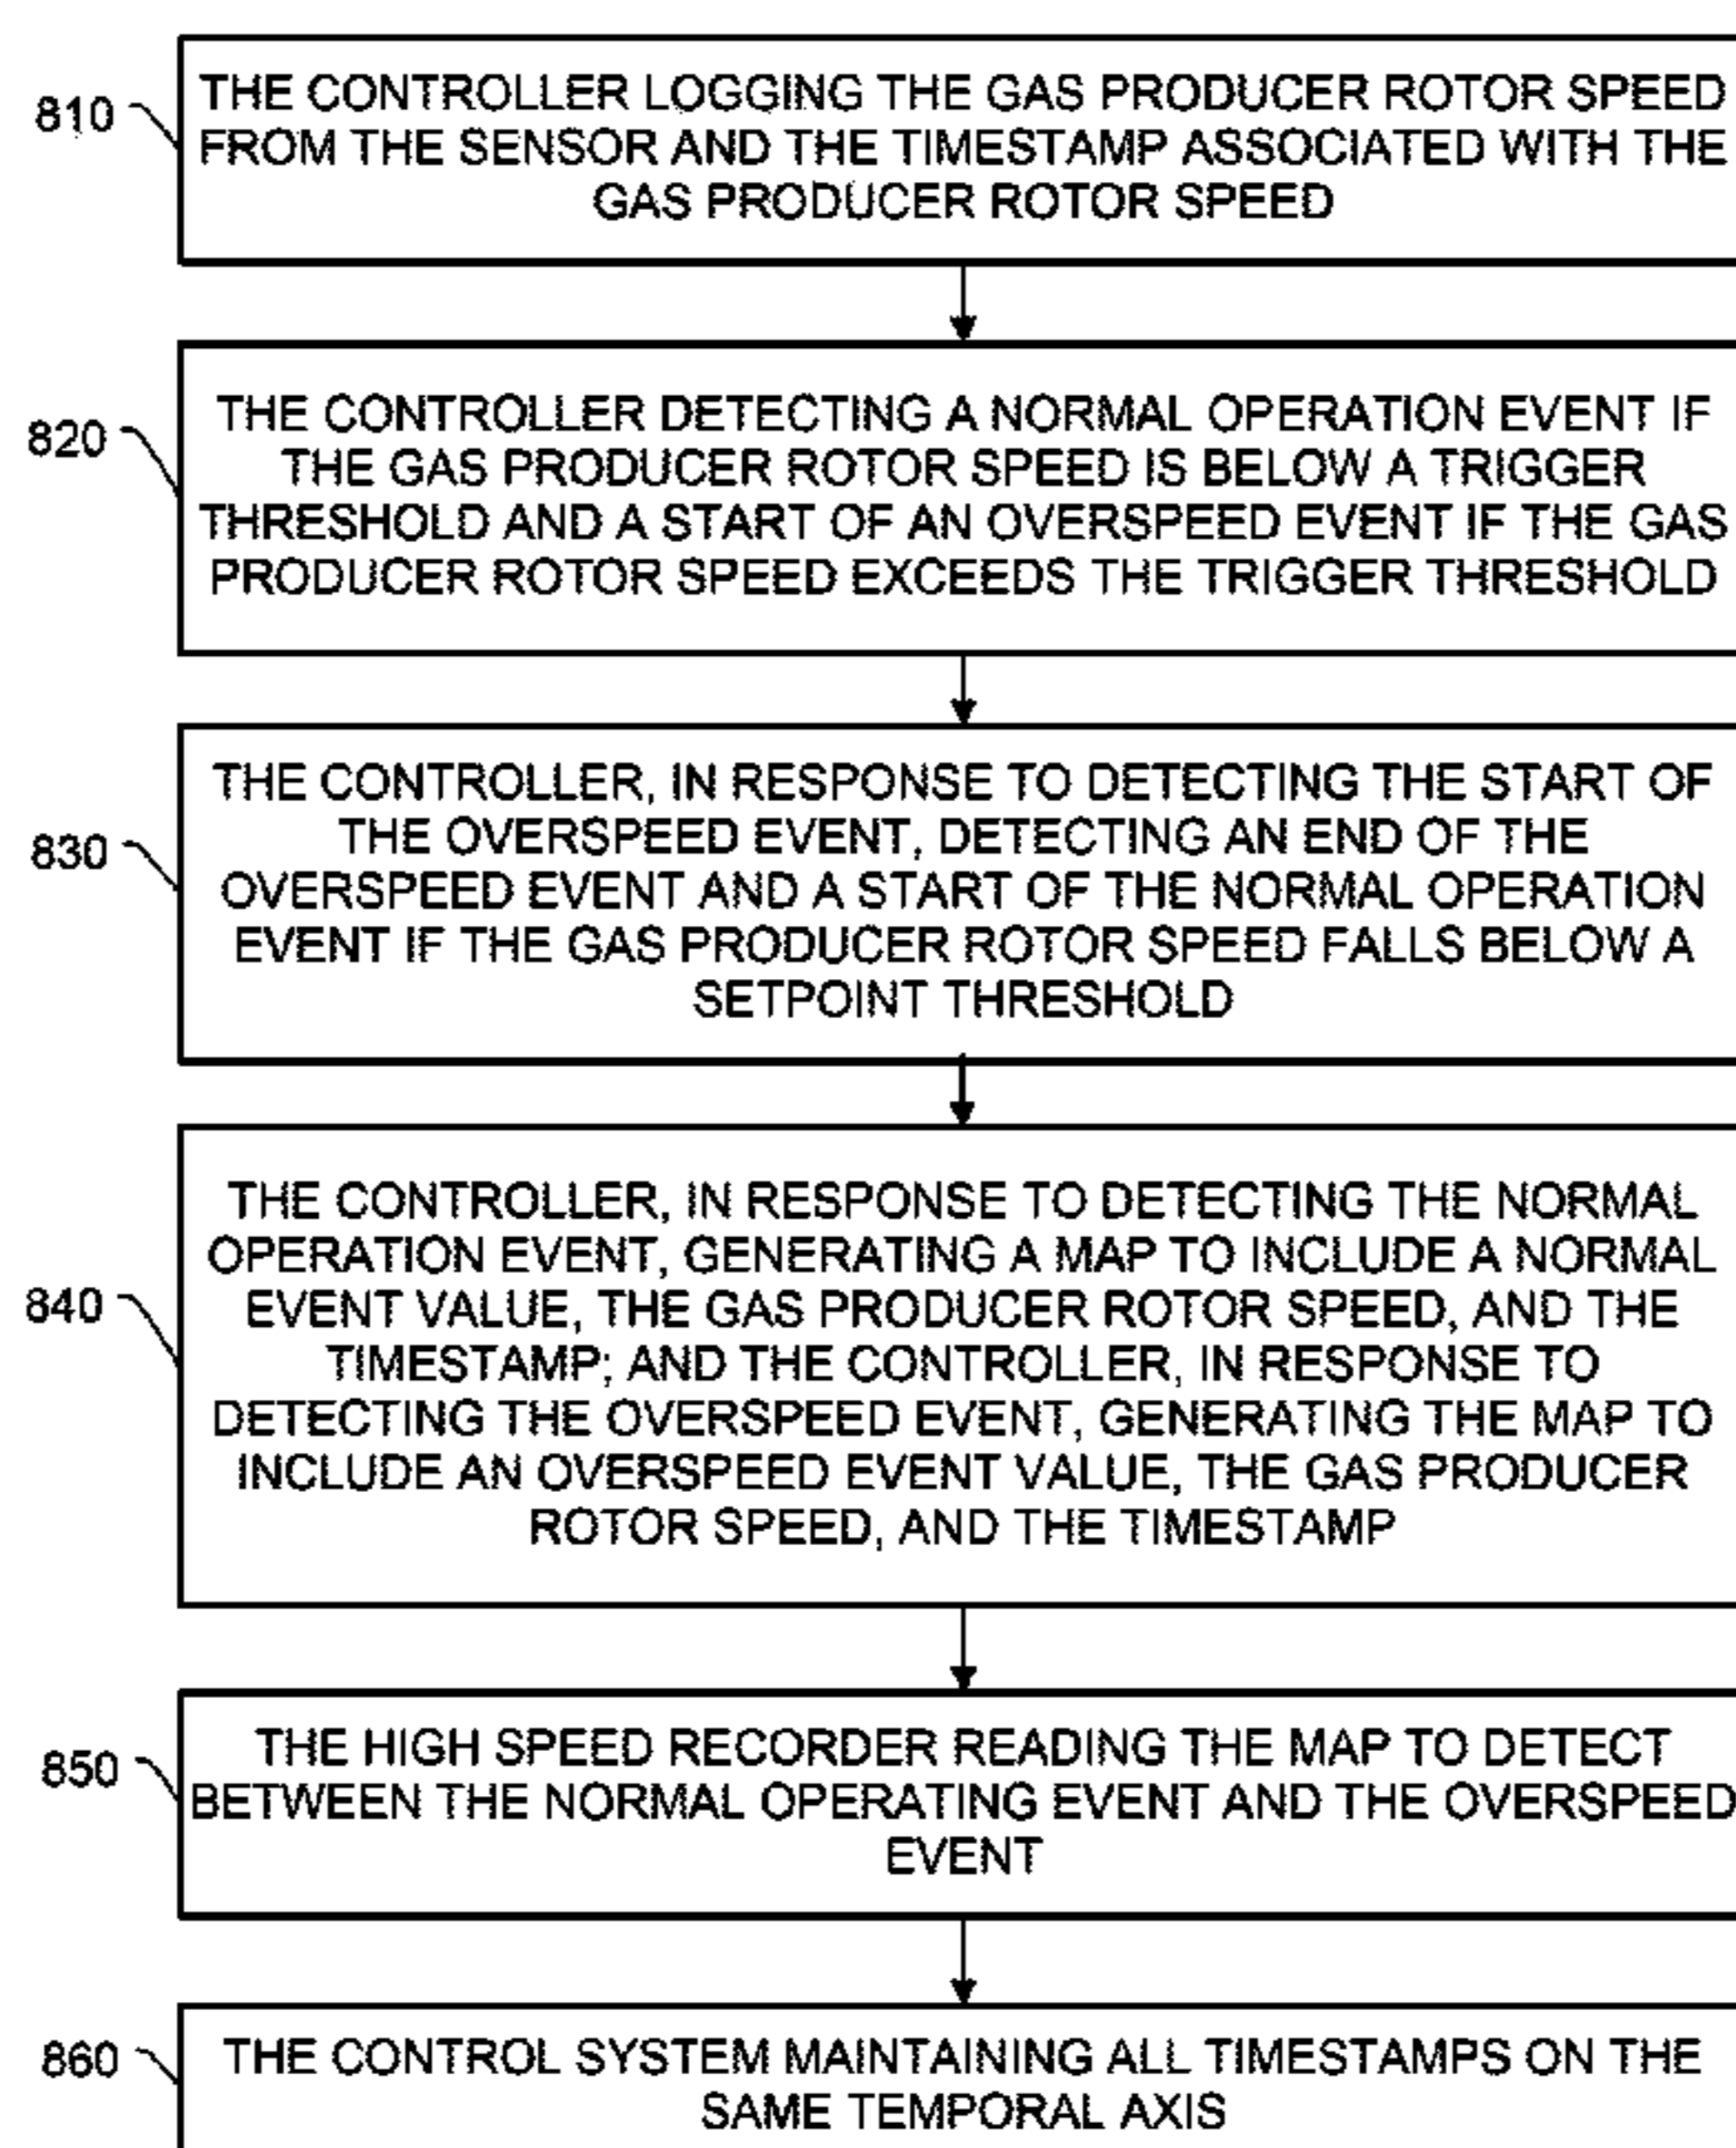 810
THE CONTROLLER LOGGING THE GAS PRODUCER ROTOR SPEED
FROM THE SENSOR AND THE TIMESTAMP ASSOCIATED WITH THE
GAS PRODUCER ROTOR SPEED
820
THE CONTROLLER DETECTING A NORMAL OPERATION EVENT IF
THE GAS PRODUCER ROTOR SPEED IS BELOW A TRIGGER
THRESHOLD AND A START OF AN OVERSPEED EVENT IF THE GAS
PRODUCER ROTOR SPEED EXCEEDS THE TRIGGER THRESHOLD
830
THE CONTROLLER, IN RESPONSE TO DETECTING THE START OF
THE OVERSPEED EVENT, DETECTING AN END OF THE
OVERSPEED EVENT AND A START OF THE NORMAL OPERATION
EVENT IF THE GAS PRODUCER ROTOR SPEED FALLS BELOW A
SETPOINT THRESHOLD
840
THE CONTROLLER, IN RESPONSE TO DETECTING THE NORMAL
OPERATION EVENT, GENERATING A MAP TO INCLUDE A NORMAL
EVENT VALUE, THE GAS PRODUCER ROTOR SPEED, AND THE
TIMESTAMP; AND THE CONTROLLER, IN RESPONSE TO
DETECTING THE OVERSPEED EVENT, GENERATING THE MAP TO
INCLUDE AN OVERSPEED EVENT VALUE, THE GAS PRODUCER
ROTOR SPEED, AND THE TIMESTAMP
850
THE HIGH SPEED RECORDER READING THE MAP TO DETECT
BETWEEN THE NORMAL OPERATING EVENT AND THE OVERSPEED
EVENT
860
THE CONTROL SYSTEM MAINTAINING ALL TIMESTAMPS ON THE
SAME TEMPORAL AXIS